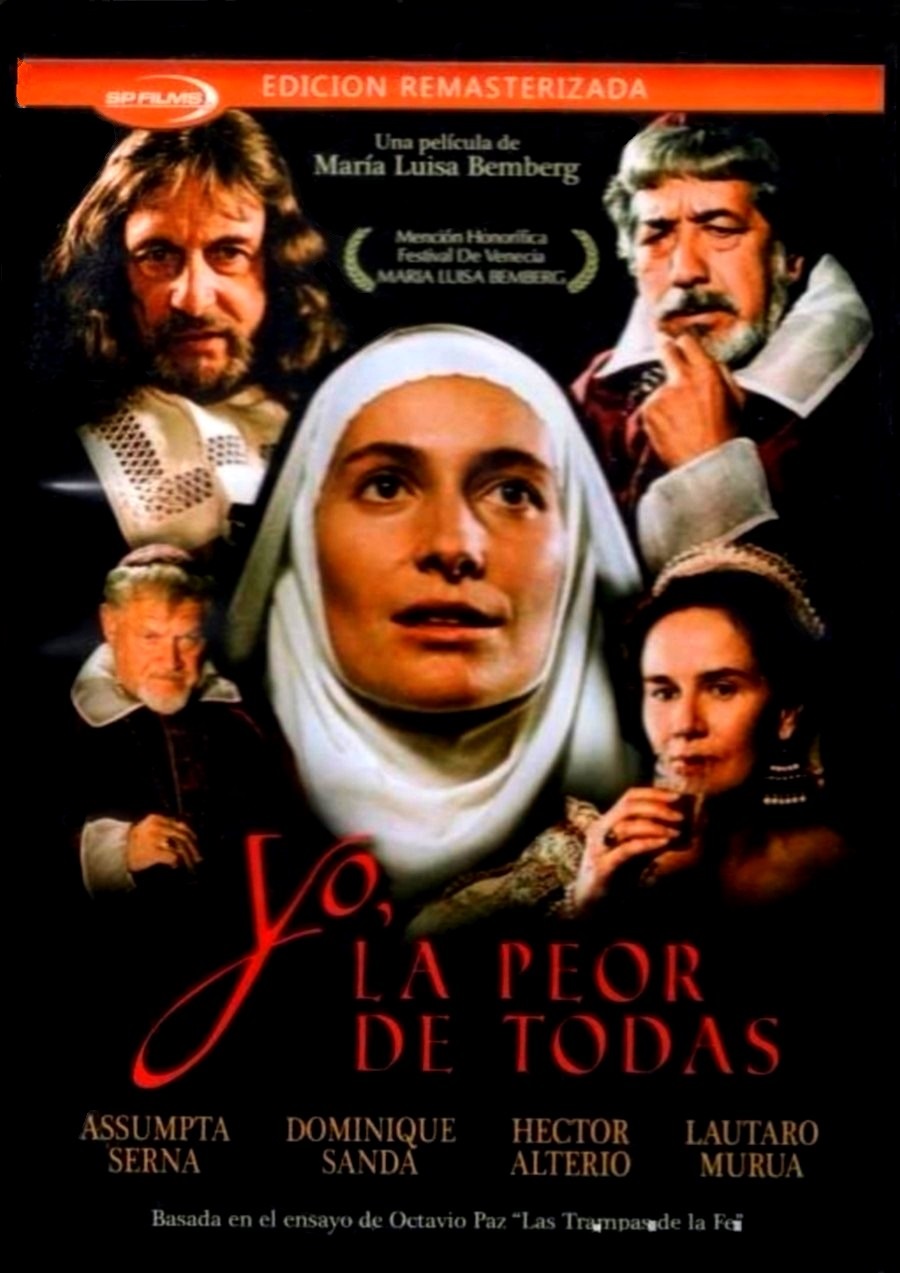 SP FILMS
EDICION REMASTERIZADA
Una película de
María Luisa Bemberg
Mención Honorífica
Festival De Venecia
MARIA LUISA BEMBERG
Yo,
LA PEOR
DE TODAS
ASSUMPTA
SERNA
DOMINIQUE
SANDA
HECTOR
ALTERIO
LAUTARO
MURUA
Basada en el ensayo de Octavio Paz "Las Trampas de la Fe"